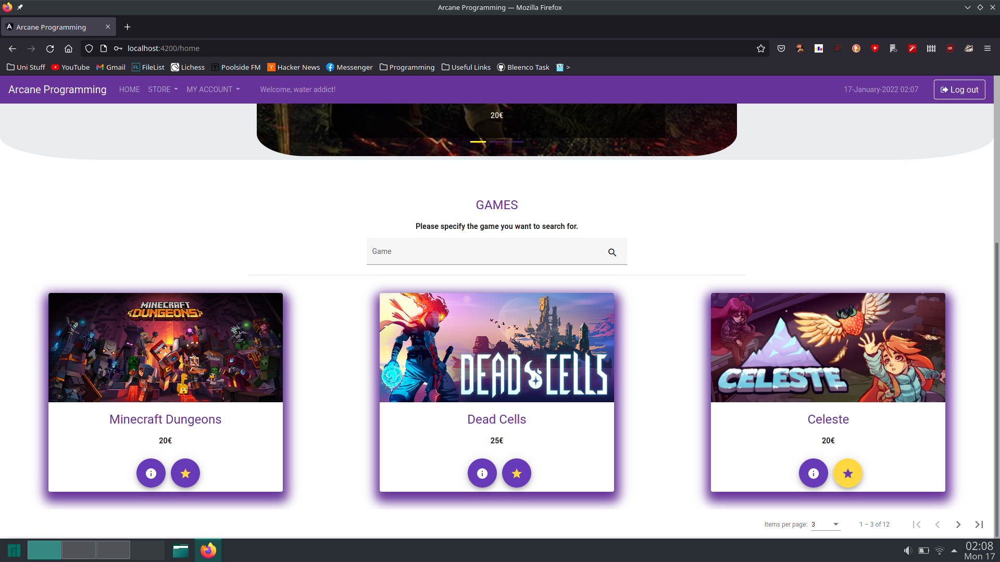 Arcane Programming — Mozilla Firefox
Arcane Programming
localhost:4200/home
Uni Stuff YouTube Gmail FL FileList Lichess Poolside FM Y Hacker News Messenger Programming Useful Links Bleenco Task >
Arcane Programming HOME STORE MY ACCOUNT Welcome, water addict! 17-January-2022 02:07 Log out
20€
GAMES
Please specify the game you want to search for.
Game
MINECRAFT
DUNGEONS
DEAD CELLS
CELESTE
Minecraft Dungeons
20€
Dead Cells
25€
Celeste
20€
Items per page: 3 1 – 3 of 12
02:08
Mon 17